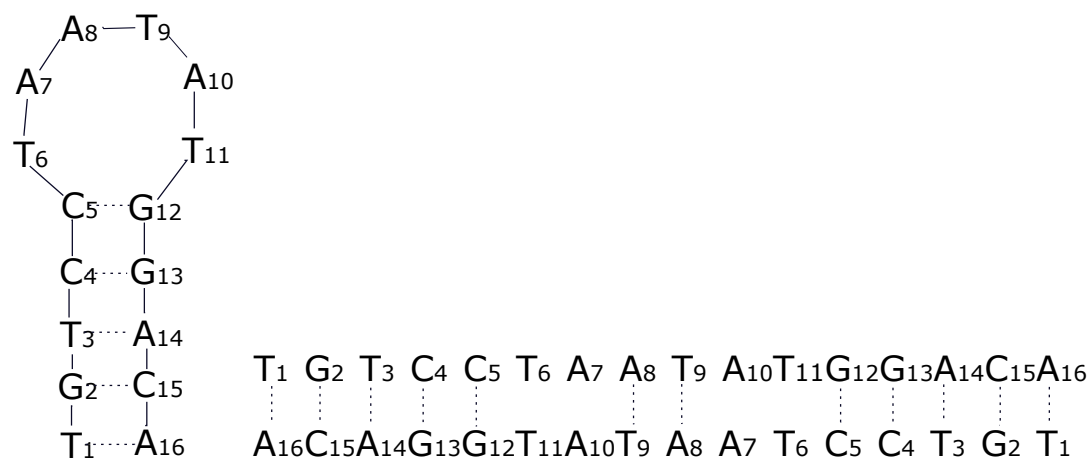 A8 T9
A7 A10
T6 T11
C5 G12
C4 G13
T3 A14
G2 C15
T1 A16
T1 G2 T3 C4 C5 T6 A7 A8 T9 A10 T11 G12 G13 A14 C15 A16
A16 C15 A14 G13 G12 T11 A10 T9 A8 A7 T6 C5 C4 T3 G2 T1